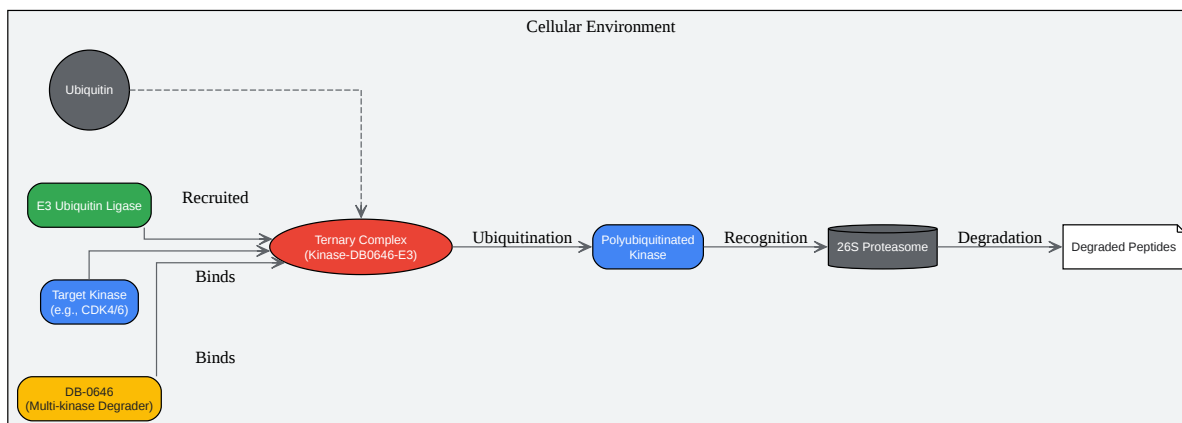 Cellular Environment
Ubiquitin
E3 Ubiquitin Ligase
Recruited
Ternary Complex
(Kinase-DB0646-E3)
Ubiquitination
Polyubiquitinated
Kinase
Recognition
26S Proteasome
Degradation
Degraded Peptides
Binds
Target Kinase
(e.g., CDK4/6)
Binds
DB-0646
(Multi-kinase Degrader)